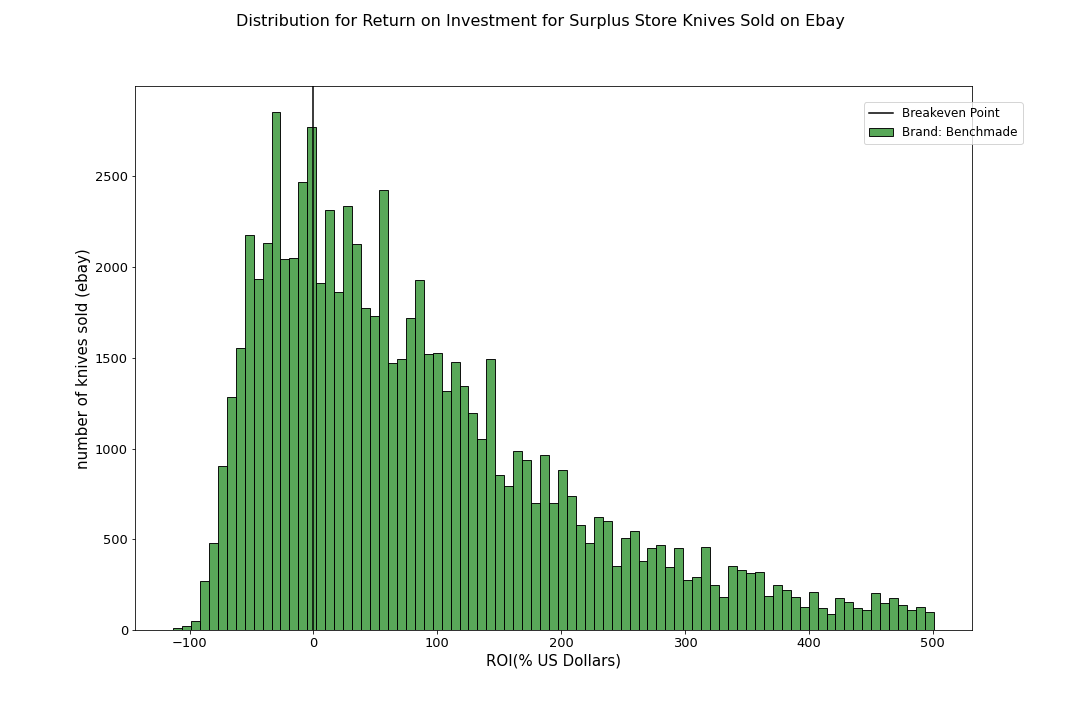 Distribution for Return on Investment for Surplus Store Knives Sold on Ebay
Breakeven Point
Brand: Benchmade
number of knives sold (ebay)
2500
2000
1500
1000
500
0
−100 0 100 200 300 400 500
ROI(% US Dollars)